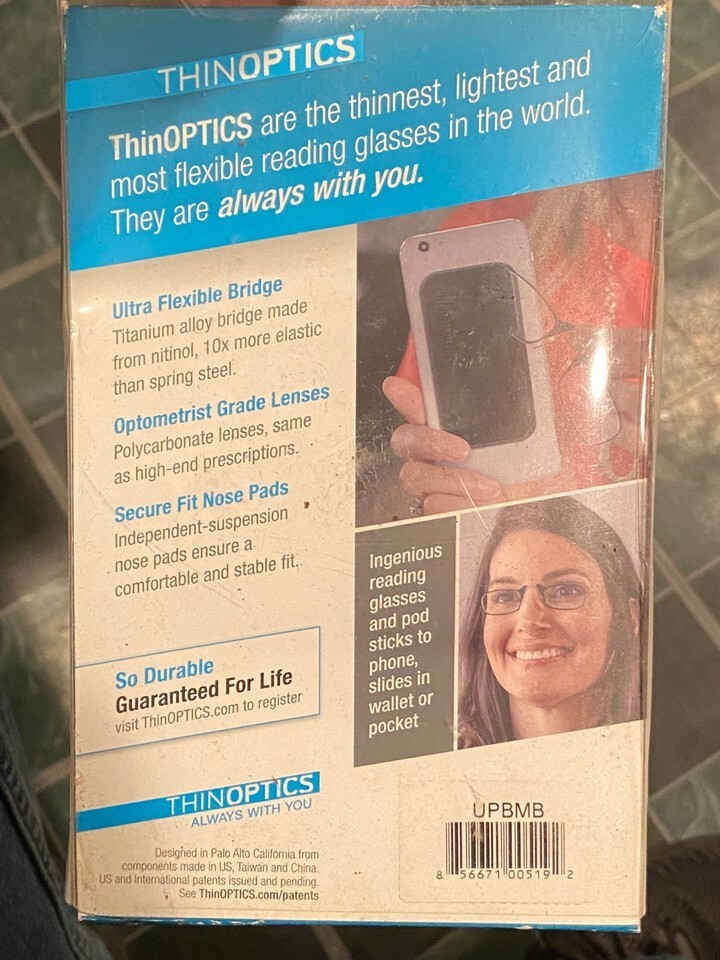 THINOPTICS
ThinOPTICS are the thinnest, lightest and
most flexible reading glasses in the world.
They are always with you.
Ultra Flexible Bridge
Titanium alloy bridge made
from nitinol, 10x more elastic
than spring steel.
Optometrist Grade Lenses
Polycarbonate lenses, same
as high-end prescriptions.
Secure Fit Nose Pads
Independent-suspension
nose pads ensure a
comfortable and stable fit.
Ingenious
reading
glasses
and pod
sticks to
phone,
slides in
wallet or
pocket
So Durable
Guaranteed For Life
visit ThinOPTICS.com to register
THINOPTICS
ALWAYS WITH YOU
Designed in Palo Alto California from
components made in US, Taiwan and China.
US and International patents issued and pending.
See ThinOPTICS.com/patents
UPBMB
8 56671 00519 2